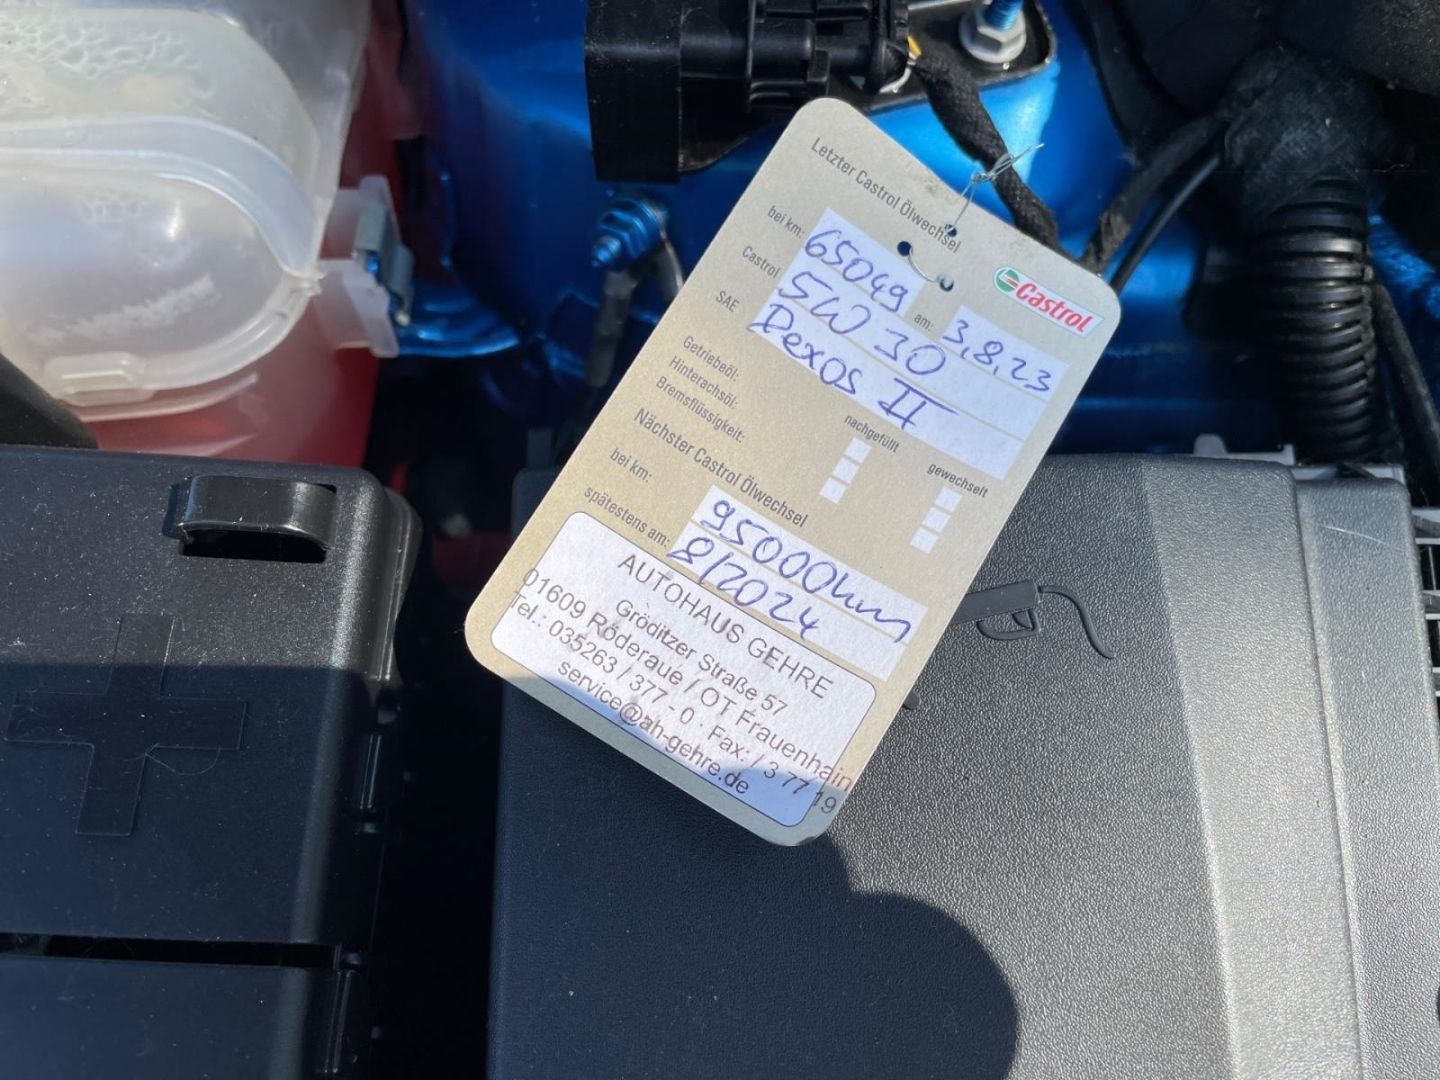 Letzter Castrol Ölwechsel
bei km: 65049 am: 3.8.23
Castrol 5W30
SAE Dexos II
Castrol
nachgefüllt gewechselt
Getriebeöl:
Hinterachsöl:
Bremsflüssigkeit:
Nächster Castrol Ölwechsel
bei km: 95000km
spätestens am: 8/2024
AUTOHAUS GEHRE
Gröditzer Straße 57
01609 Röderaue / OT Frauenhain
Tel.: 035263 / 377 - 0 · Fax: / 3 77 19
service@ah-gehre.de